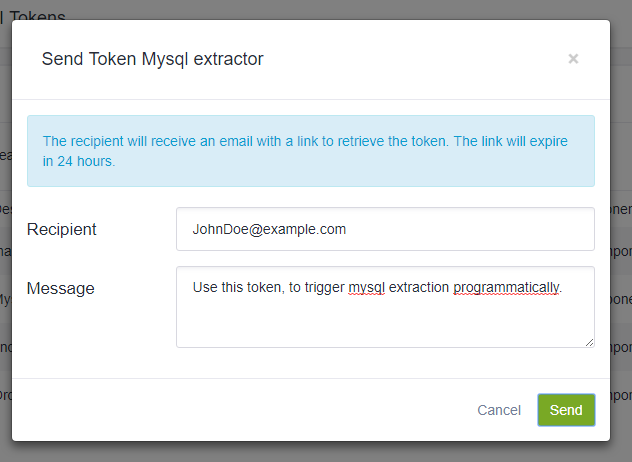 l Tokens
Send Token Mysql extractor
×
The recipient will receive an email with a link to retrieve the token. The link will expire
in 24 hours.
Recipient
JohnDoe@example.com
Message
Use this token, to trigger mysql extraction programmatically.
Cancel
Send